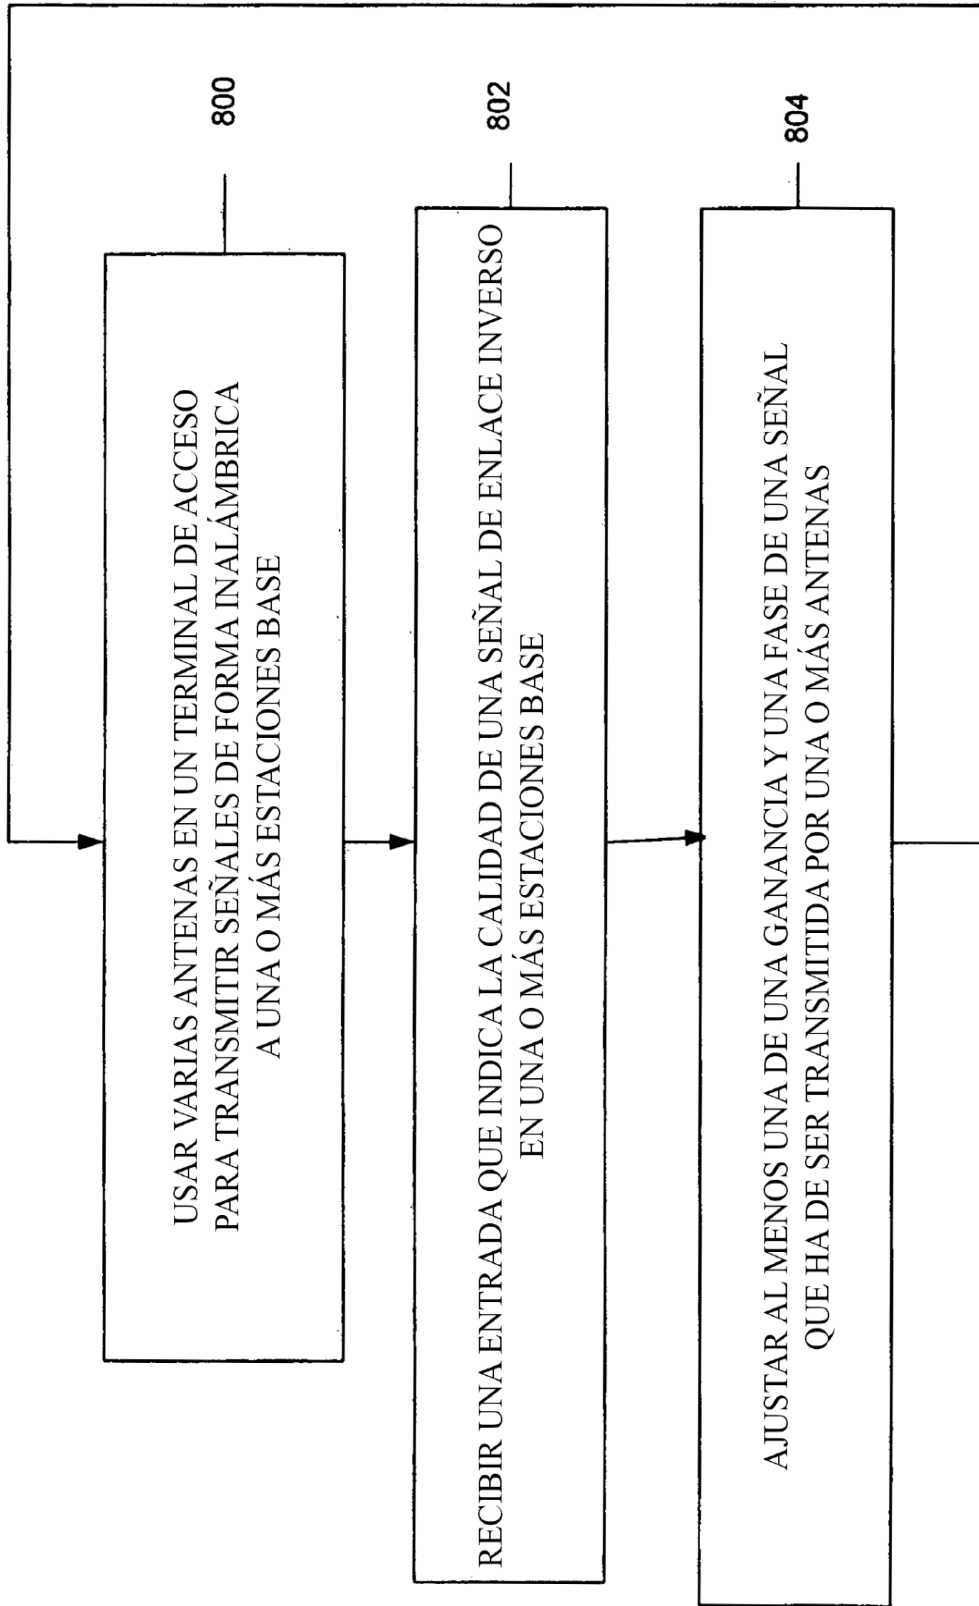 800
USAR VARIAS ANTENAS EN UN TERMINAL DE ACCESO
PARA TRANSMITIR SEÑALES DE FORMA INALÁMBRICA
A UNA O MÁS ESTACIONES BASE
802
RECIBIR UNA ENTRADA QUE INDICA LA CALIDAD DE UNA SEÑAL DE ENLACE INVERSO
EN UNA O MÁS ESTACIONES BASE
804
AJUSTAR AL MENOS UNA DE UNA GANANCIA Y UNA FASE DE UNA SEÑAL
QUE HA DE SER TRANSMITIDA POR UNA O MÁS ANTENAS